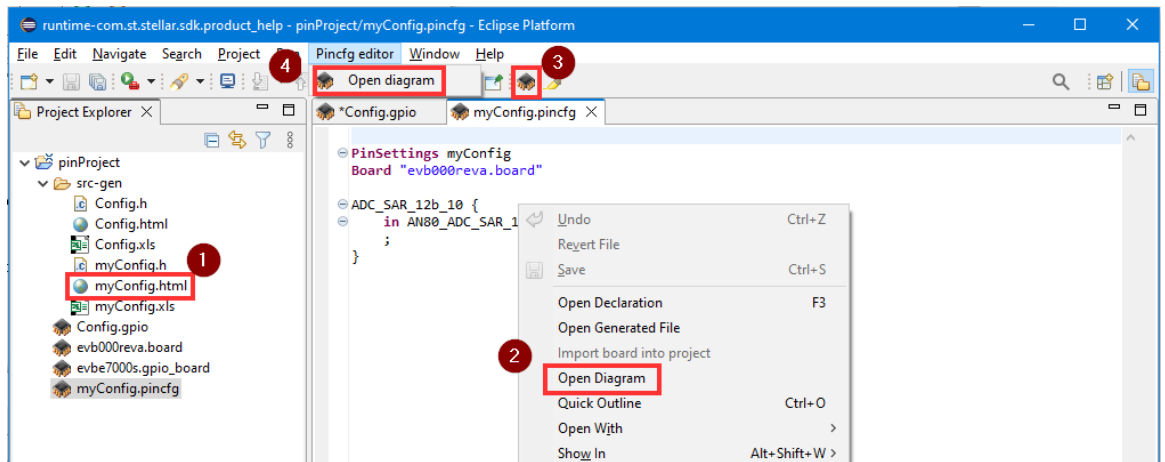 runtime-com.st.stellar.sdk.product_help - pinProject/myConfig.pincfg - Eclipse Platform
File Edit Navigate Search Project Pincfg editor Window Help
3
4
Open diagram
Project Explorer
*Config.gpio
myConfig.pincfg
pinProject
src-gen
Config.h
Config.html
Config.xls
myConfig.h
1
myConfig.html
myConfig.xls
Config.gpio
evb000reva.board
evbe7000s.gpio_board
myConfig.pincfg
PinSettings myConfig
Board "evb000reva.board"
ADC_SAR_12b_10 {
in AN80_ADC_SAR_1
;
}
Undo Ctrl+Z
Revert File
Save Ctrl+S
Open Declaration F3
Open Generated File
Import board into project
2
Open Diagram
Quick Outline Ctrl+O
Open With >
Show In Alt+Shift+W >